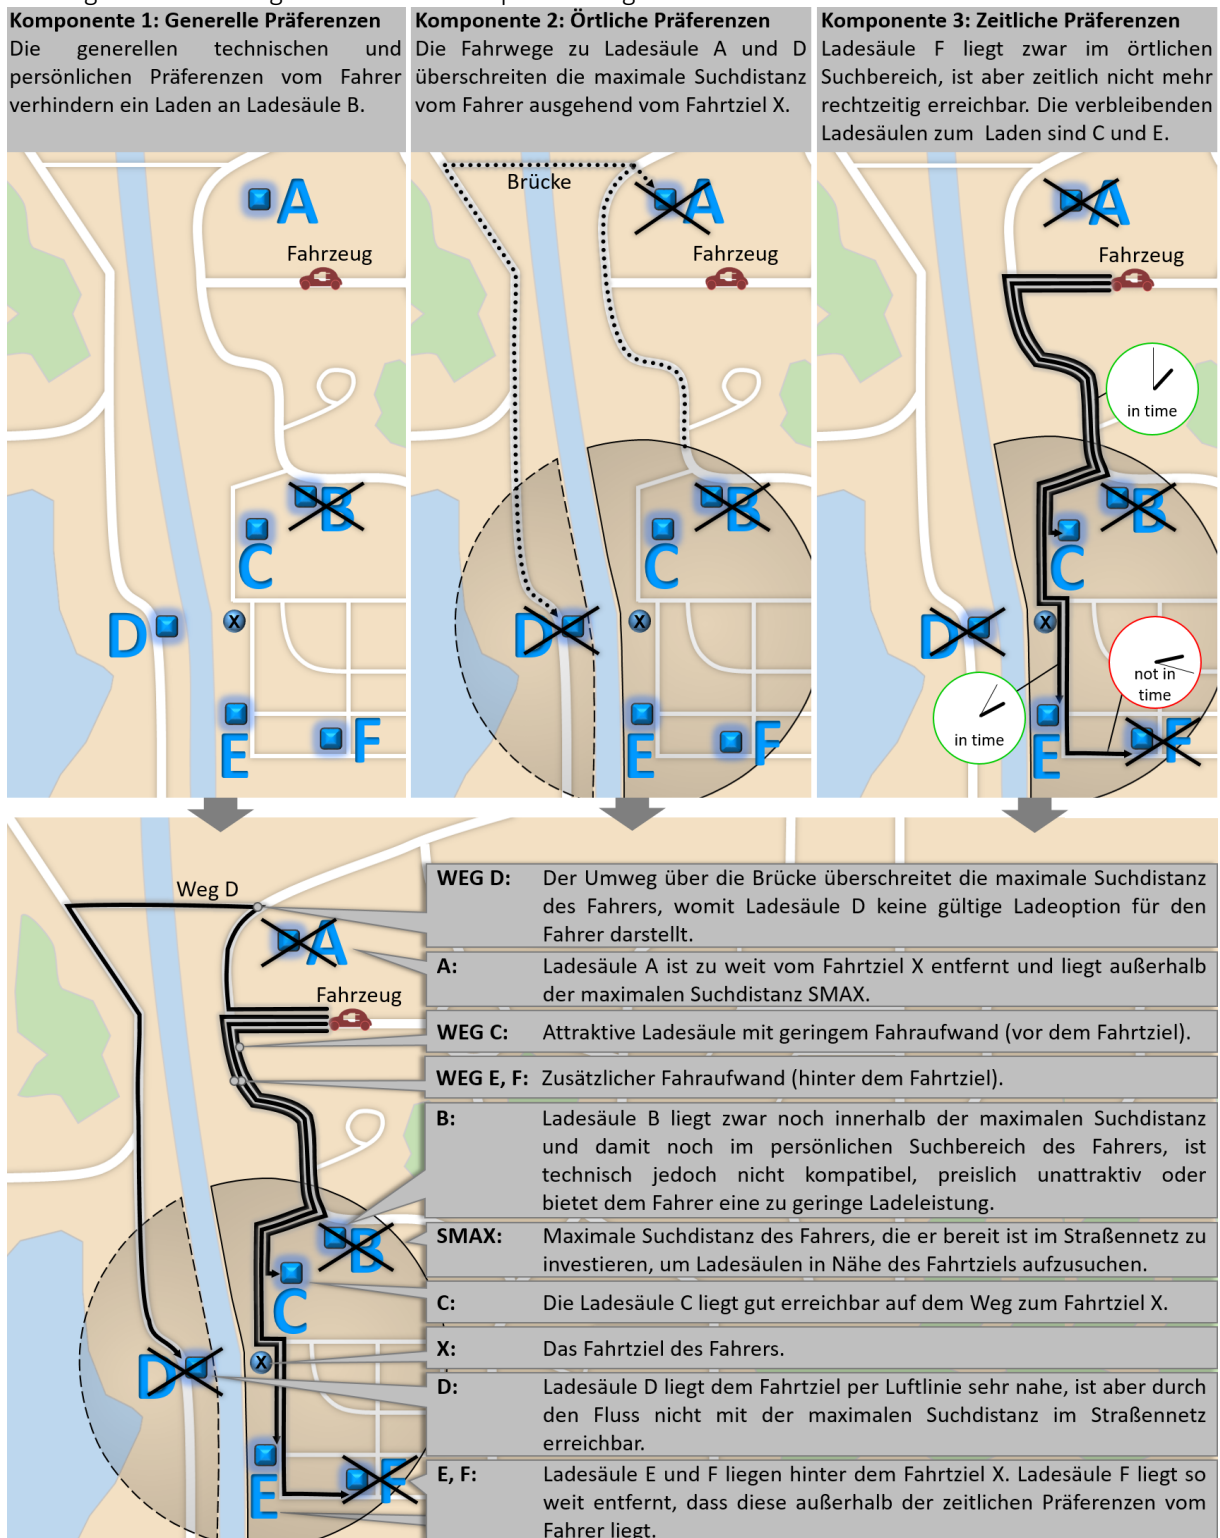 Komponente 1: Generelle Präferenzen
Die generellen technischen und
persönlichen Präferenzen vom Fahrer
verhindern ein Laden an Ladesäule B.
Komponente 2: Örtliche Präferenzen
Die Fahrwege zu Ladesäule A und D
überschreiten die maximale Suchdistanz
vom Fahrer ausgehend vom Fahrtziel X.
Komponente 3: Zeitliche Präferenzen
Ladesäule F liegt zwar im örtlichen
Suchbereich, ist aber zeitlich nicht mehr
rechtzeitig erreichbar. Die verbleibenden
Ladesäulen zum Laden sind C und E.
A
Fahrzeug
B
C
D
X
E
F
Brücke
A
Fahrzeug
B
C
D
X
E
F
A
Fahrzeug
in time
B
C
D
X
not in
time
in time
E
F
Weg D
A
Fahrzeug
B
C
D
X
E
F
WEG D: Der Umweg über die Brücke überschreitet die maximale Suchdistanz
des Fahrers, womit Ladesäule D keine gültige Ladeoption für den
Fahrer darstellt.
A: Ladesäule A ist zu weit vom Fahrtziel X entfernt und liegt außerhalb
der maximalen Suchdistanz SMAX.
WEG C: Attraktive Ladesäule mit geringem Fahraufwand (vor dem Fahrtziel).
WEG E, F: Zusätzlicher Fahraufwand (hinter dem Fahrtziel).
B: Ladesäule B liegt zwar noch innerhalb der maximalen Suchdistanz
und damit noch im persönlichen Suchbereich des Fahrers, ist
technisch jedoch nicht kompatibel, preislich unattraktiv oder
bietet dem Fahrer eine zu geringe Ladeleistung.
SMAX: Maximale Suchdistanz des Fahrers, die er bereit ist im Straßennetz zu
investieren, um Ladesäulen in Nähe des Fahrtziels aufzusuchen.
C: Die Ladesäule C liegt gut erreichbar auf dem Weg zum Fahrtziel X.
X: Das Fahrtziel des Fahrers.
D: Ladesäule D liegt dem Fahrtziel per Luftlinie sehr nahe, ist aber durch
den Fluss nicht mit der maximalen Suchdistanz im Straßennetz
erreichbar.
E, F: Ladesäule E und F liegen hinter dem Fahrtziel X. Ladesäule F liegt so
weit entfernt, dass diese außerhalb der zeitlichen Präferenzen vom
Fahrer liegt.